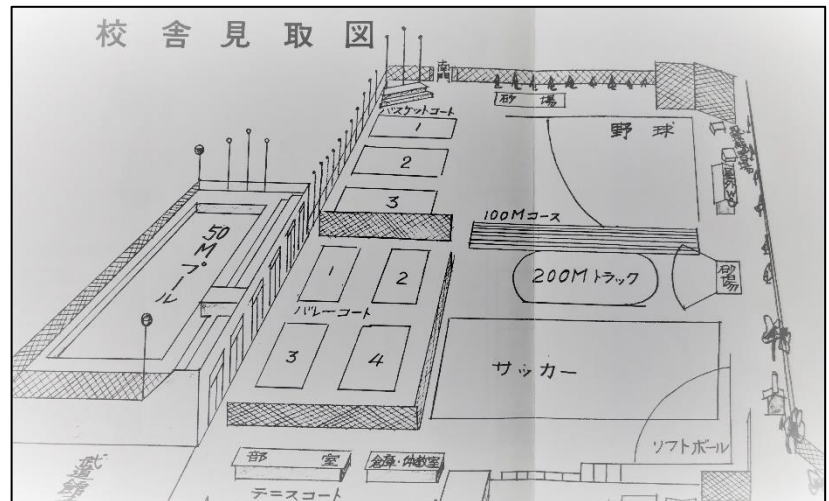 校舎見取図
南門
バスケットコート
1
2
3
砂場
野球
100Mコース
200Mトラック
砂場
50Mプール
1
2
バレーコート
3
4
サッカー
ソフトボール
部室
倉庫・体教室
テニスコート